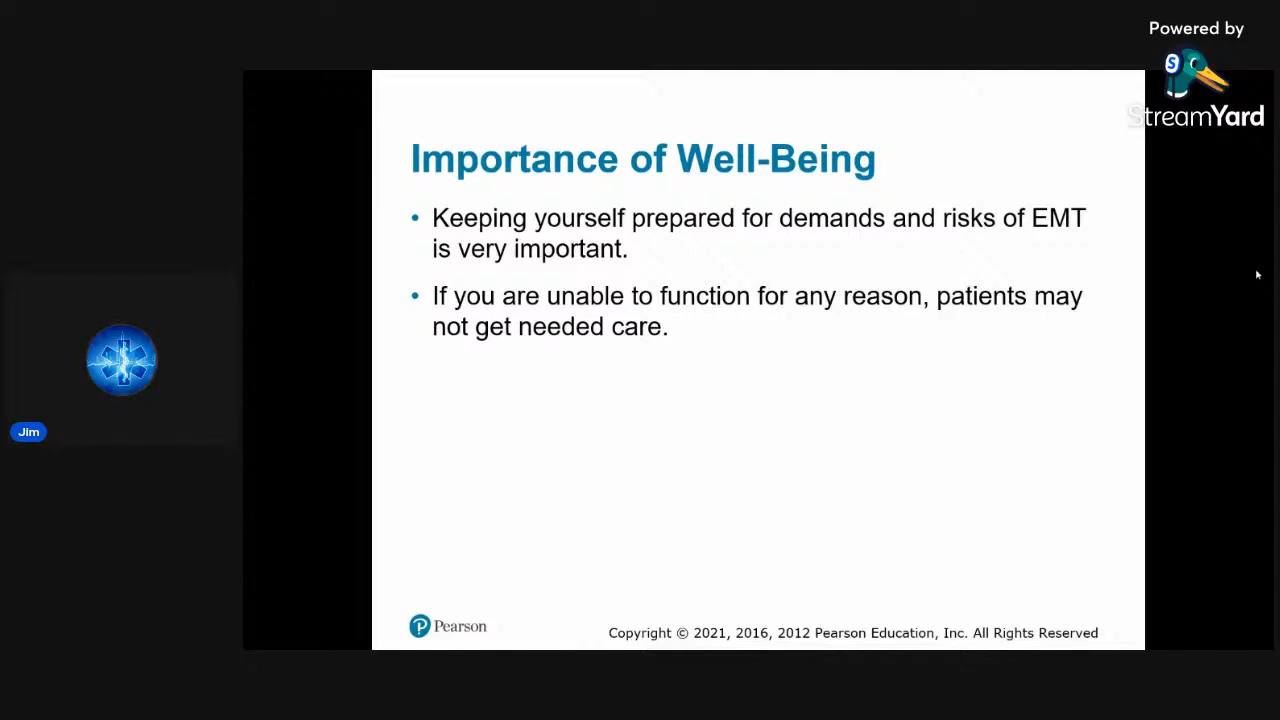 Powered by
S
StreamYard
Importance of Well-Being
• Keeping yourself prepared for demands and risks of EMT
is very important.
• If you are unable to function for any reason, patients may
not get needed care.
Jim
P Pearson
Copyright © 2021, 2016, 2012 Pearson Education, Inc. All Rights Reserved